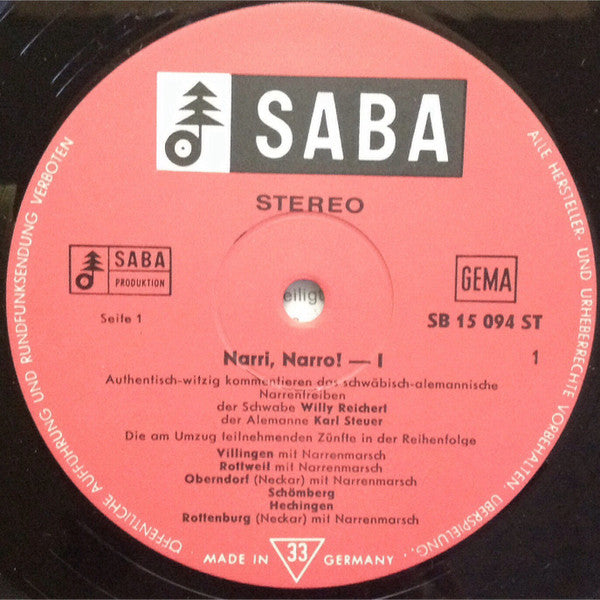 SABA
STEREO
SABA
PRODUKTION
GEMA
Seite 1
SB 15 094 ST
eilig
Narri, Narro! — I
1
Authentisch-witzig kommentieren das schwäbisch-alemannische
Narrentreiben
der Schwabe Willy Reichert
der Alemanne Karl Steuer
Die am Umzug teilnehmenden Zünfte in der Reihenfolge
Villingen mit Narrenmarsch
Rottweil mit Narrenmarsch
Oberndorf (Neckar) mit Narrenmarsch
Schömberg
Hechingen
Rottenburg (Neckar) mit Narrenmarsch
MADE IN 33 GERMANY
ALLE HERSTELLER- UND URHEBERRECHTE VORBEHALTEN, ÜBERSPIELUNG,
ÖFFENTLICHE AUFFÜHRUNG UND RUNDFUNKSENDUNG VERBOTEN